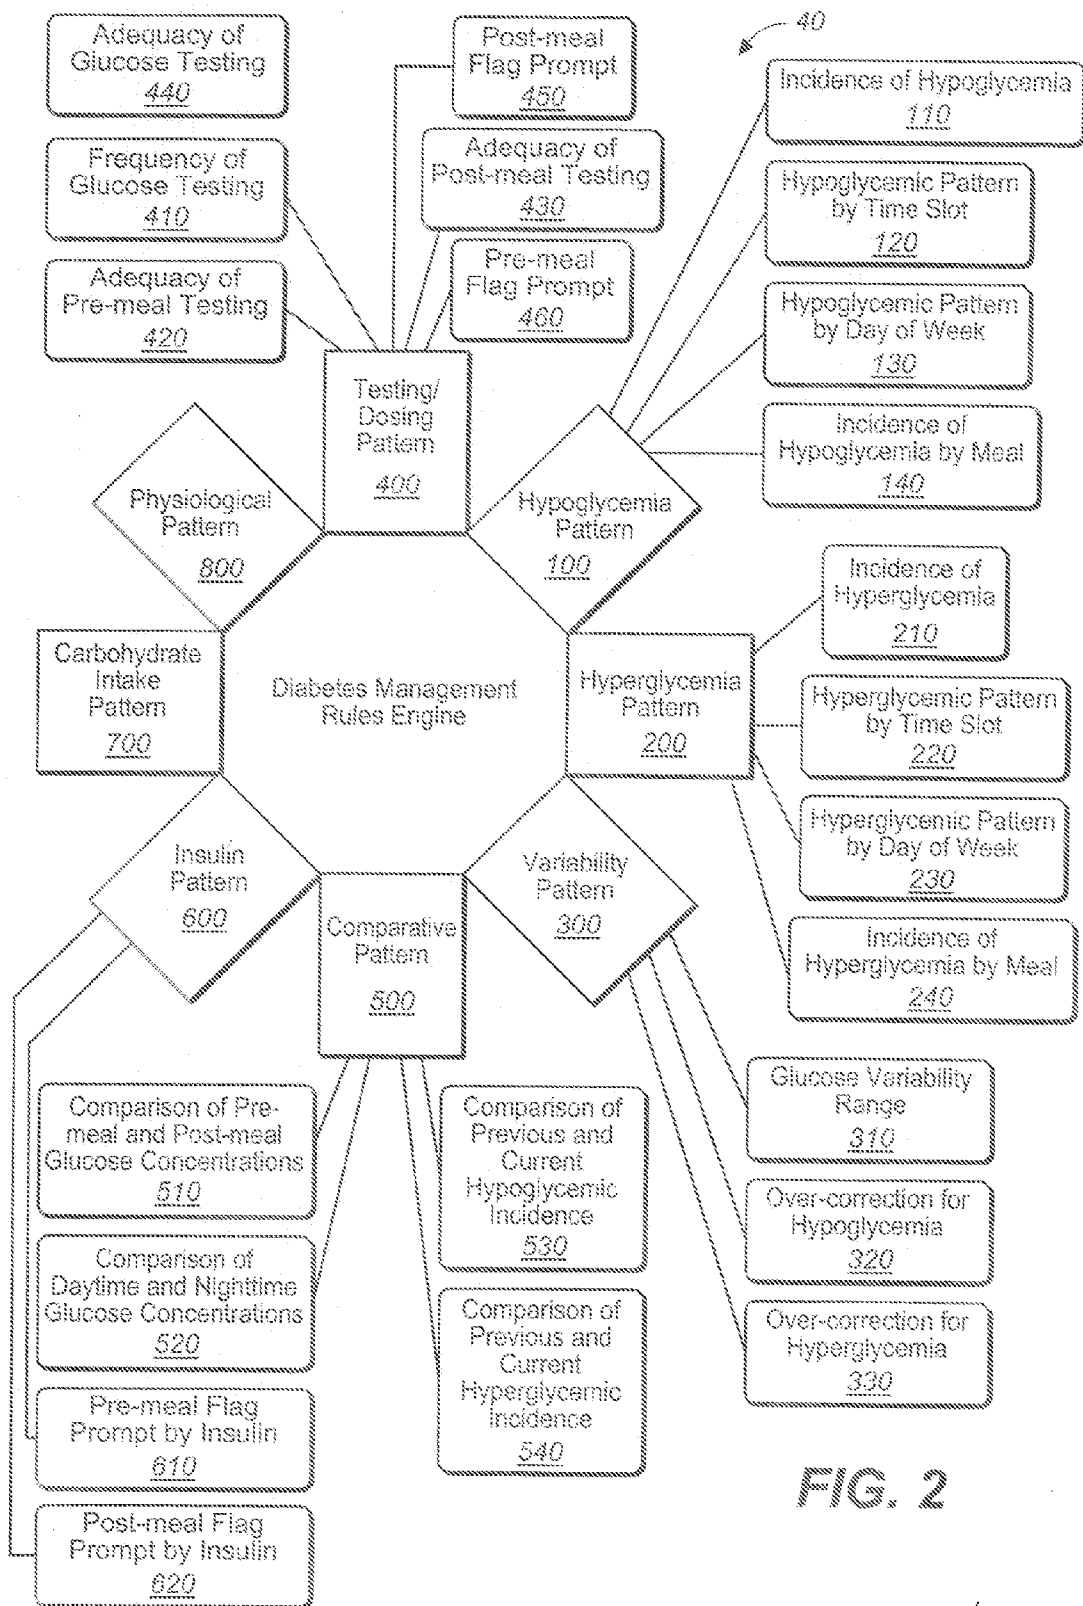 40
Adequacy of
Glucose Testing
440
Post-meal
Flag Prompt
450
Incidence of Hypoglycemia
110
Frequency of
Glucose Testing
410
Adequacy of
Post-meal Testing
430
Hypoglycemic Pattern
by Time Slot
120
Adequacy of
Pre-meal Testing
420
Pre-meal
Flag Prompt
460
Hypoglycemic Pattern
by Day of Week
130
Incidence of
Hypoglycemia by Meal
140
Testing/
Dosing
Pattern
400
Physiological
Pattern
800
Hypoglycemia
Pattern
100
Incidence of
Hyperglycemia
210
Carbohydrate
Intake
Pattern
700
Diabetes Management
Rules Engine
Hyperglycemia
Pattern
200
Hyperglycemic Pattern
by Time Slot
220
Hyperglycemic Pattern
by Day of Week
230
Insulin
Pattern
600
Comparative
Pattern
500
Variability
Pattern
300
Incidence of
Hyperglycemia by Meal
240
Glucose Variability
Range
310
Over-correction for
Hypoglycemia
320
Over-correction for
Hyperglycemia
330
Comparison of Pre-
meal and Post-meal
Glucose Concentrations
510
Comparison of
Previous and
Current
Hypoglycemic
Incidence
530
Comparison of
Daytime and Nighttime
Glucose Concentrations
520
Comparison of
Previous and
Current
Hyperglycemic
Incidence
540
Pre-meal Flag
Prompt by Insulin
610
Post-meal Flag
Prompt by Insulin
620
FIG. 2